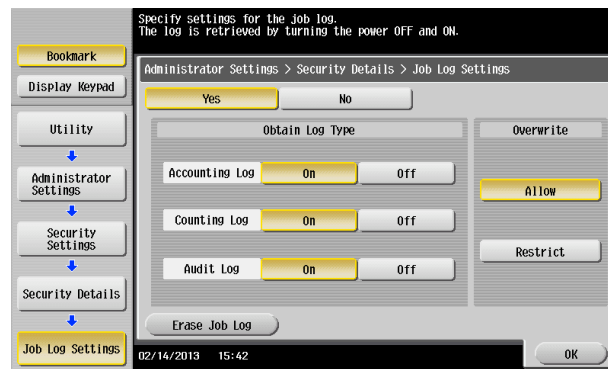 Specify settings for the job log.
The log is retrieved by turning the power OFF and ON.
Bookmark
Display Keypad
Utility
Administrator
Settings
Security
Settings
Security Details
Job Log Settings
Administrator Settings > Security Details > Job Log Settings
Yes No
Obtain Log Type
Accounting Log On Off
Counting Log On Off
Audit Log On Off
Overwrite
Allow
Restrict
Erase Job Log
02/14/2013 15:42
OK